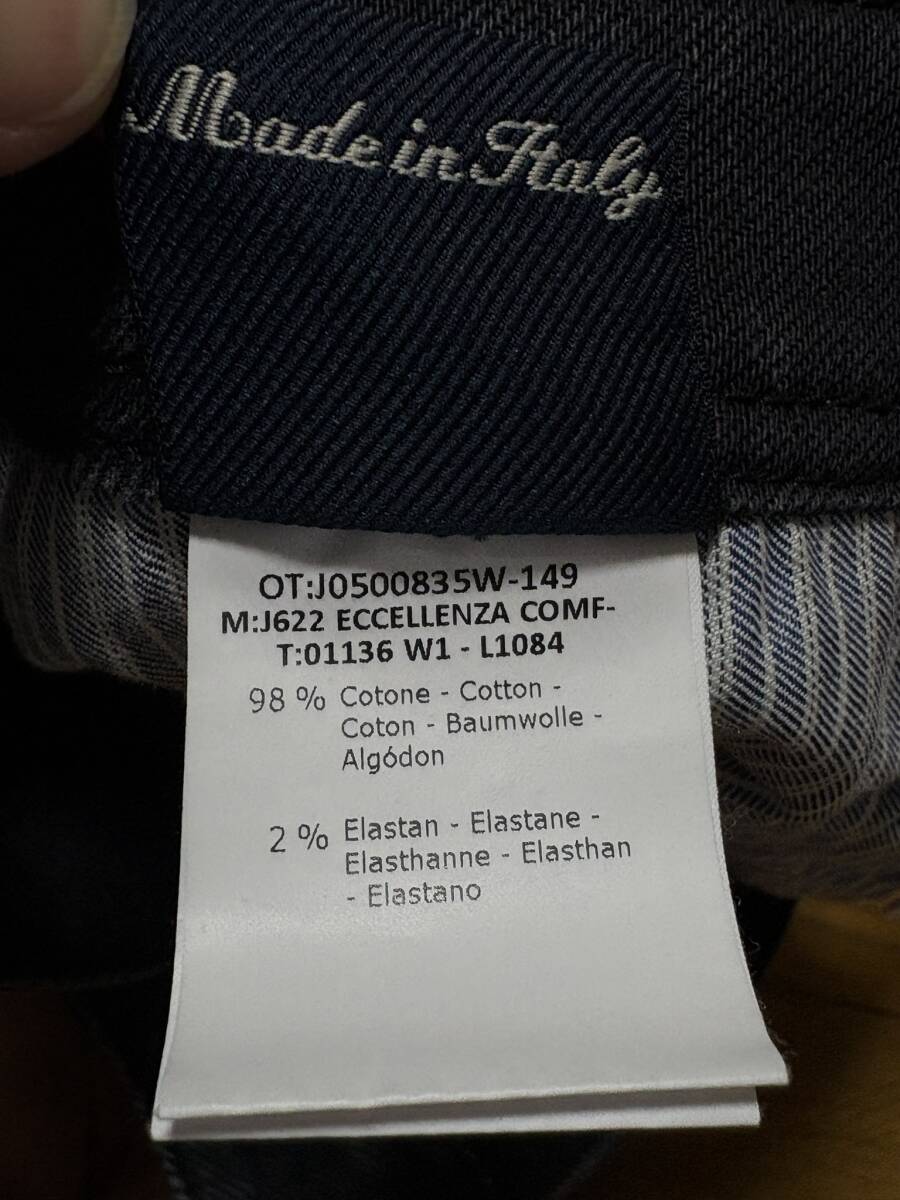 Made in Italy
OT:J0500835W-149
M:J622 ECCELLENZA COMF-
T:01136 W1 - L1084
98 % Cotone - Cotton -
Coton - Baumwolle -
Algódon
2 % Elastan - Elastane -
Elasthanne - Elasthan
- Elastano